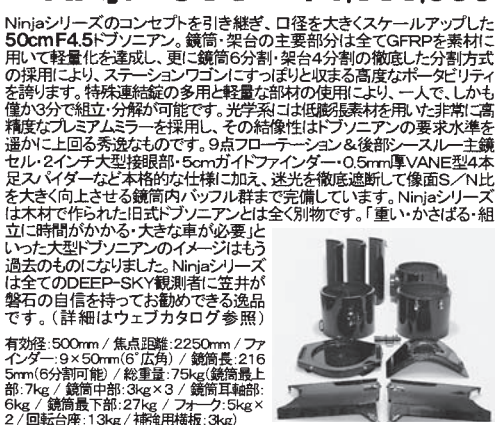 Ninjaシリーズのコンセプトを引き継ぎ、口径を大きくスケールアップした
50cmF4.5ドブソニアン。鏡筒・架台の主要部分は全てGFRPを素材に
用いて軽量化を達成し、更に鏡筒6分割・架台4分割の徹底した分割方式
の採用により、ステーションワゴンにすっぽりと収まる高度なポータビリティ
を誇ります。特殊連結錠の多用と軽量な部材の使用により、一人で、しかも
僅か3分で組立・分解が可能です。光学系には低膨張素材を用いた非常に高
精度なプレミアムミラーを採用し、その結像性はドブソニアンの要求水準を
遥かに上回る秀逸なものです。9点フローテーション&後部シースルー主鏡
セル・2インチ大型接眼部・5cmガイドファインダー・0.5mm厚VANE型4本
足スパイダーなど本格的な仕様に加え、迷光を徹底遮断して像面S/N比
を大きく向上させる鏡筒内バッフル群まで完備しています。Ninjaシリーズ
は木材で作られた旧式ドブソニアンとは全く別物です。「重い・かさばる・組
立に時間がかかる・大きな車が必要」と
いった大型ドブソニアンのイメージはもう
過去のものになりました。Ninjaシリーズ
は全てのDEEP-SKY観測者に笠井が
磐石の自信を持ってお勧めできる逸品
です。(詳細はウェブカタログ参照)
有効径:500mm / 焦点距離:2250mm / ファ
インダー:9×50mm(6°広角) / 鏡筒長:216
5mm(6分割可能) / 総重量:75kg(鏡筒最上
部:7kg / 鏡筒中部:3kg×3 / 鏡筒耳軸部:
6kg / 鏡筒最下部:27kg / フォーク:5kg×
2 / 回転台座:13kg / 補強用横板:3kg)